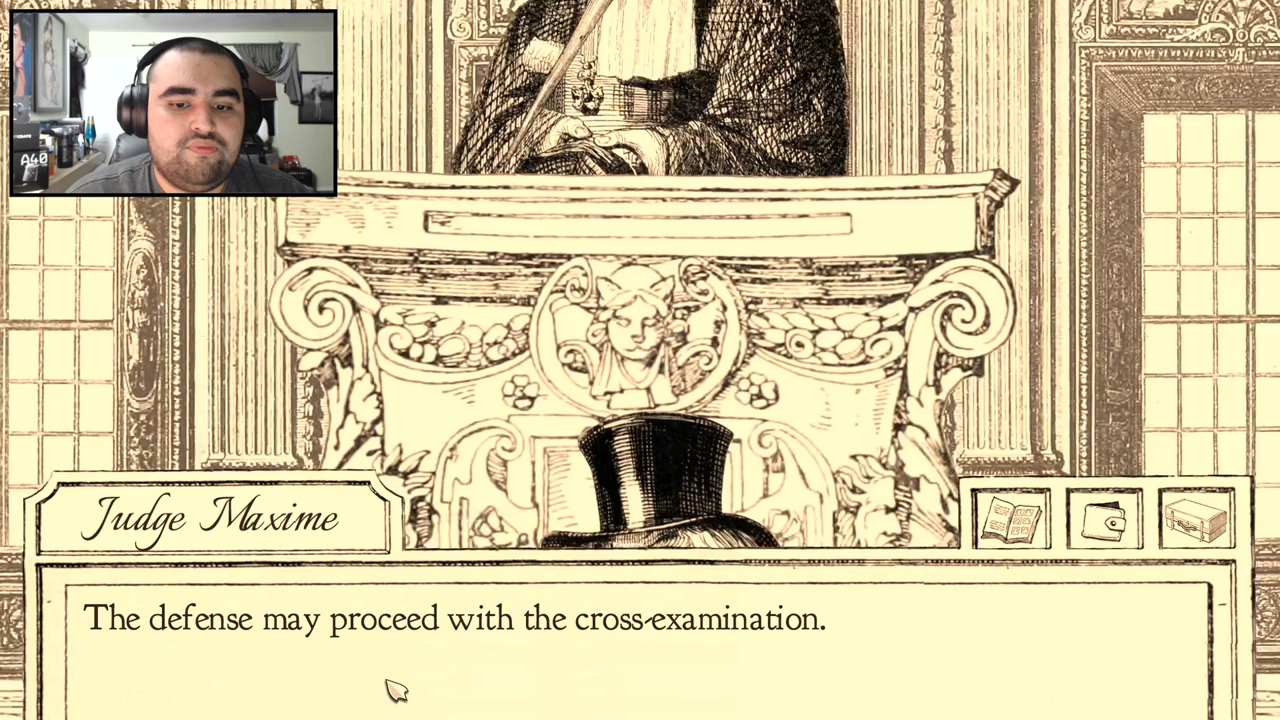 A40
Judge Maxime
The defense may proceed with the cross-examination.